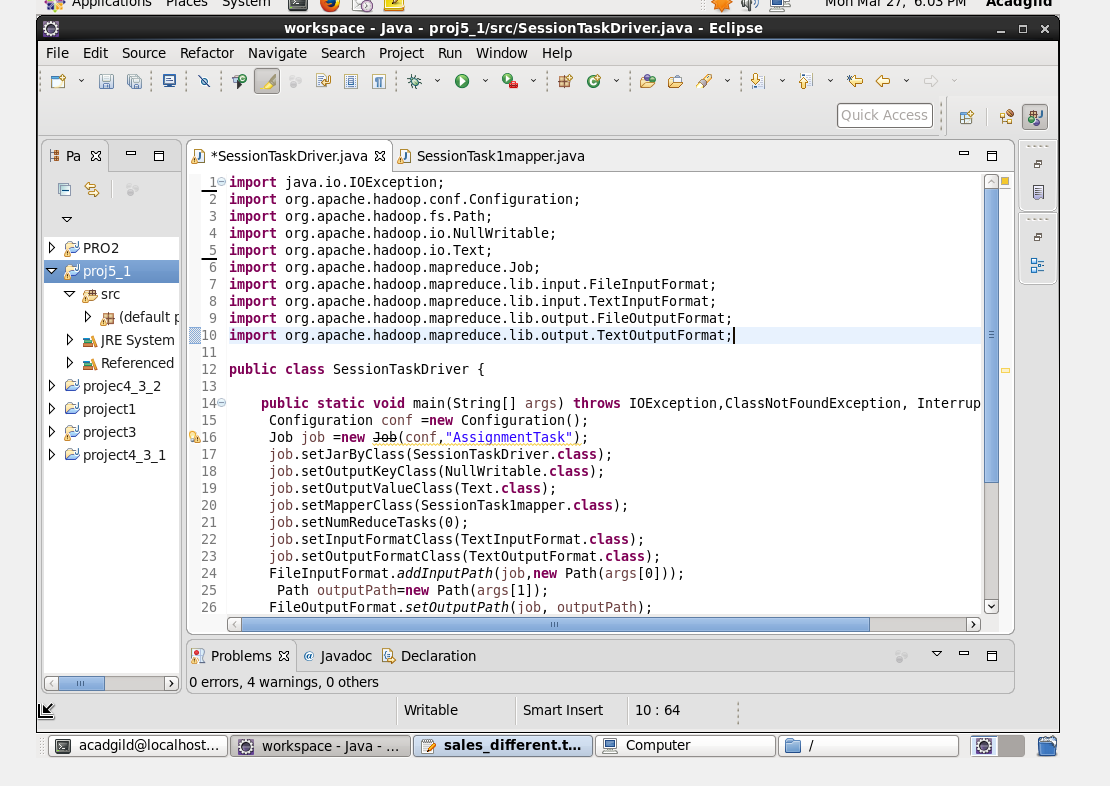 Applications Places System Mon Mar 27, 6:03 PM Acadgild
workspace - Java - proj5_1/src/SessionTaskDriver.java - Eclipse
File Edit Source Refactor Navigate Search Project Run Window Help
Quick Access
Pa
*SessionTaskDriver.java SessionTask1mapper.java
PRO2
proj5_1
src
(default p
JRE System
Referenced
projec4_3_2
project1
project3
project4_3_1
1 import java.io.IOException;
2 import org.apache.hadoop.conf.Configuration;
3 import org.apache.hadoop.fs.Path;
4 import org.apache.hadoop.io.NullWritable;
5 import org.apache.hadoop.io.Text;
6 import org.apache.hadoop.mapreduce.Job;
7 import org.apache.hadoop.mapreduce.lib.input.FileInputFormat;
8 import org.apache.hadoop.mapreduce.lib.input.TextInputFormat;
9 import org.apache.hadoop.mapreduce.lib.output.FileOutputFormat;
10 import org.apache.hadoop.mapreduce.lib.output.TextOutputFormat;
11
12 public class SessionTaskDriver {
13
14 public static void main(String[] args) throws IOException,ClassNotFoundException, Interrup
15 Configuration conf =new Configuration();
16 Job job =new Job(conf,"AssignmentTask");
17 job.setJarByClass(SessionTaskDriver.class);
18 job.setOutputKeyClass(NullWritable.class);
19 job.setOutputValueClass(Text.class);
20 job.setMapperClass(SessionTask1mapper.class);
21 job.setNumReduceTasks(0);
22 job.setInputFormatClass(TextInputFormat.class);
23 job.setOutputFormatClass(TextOutputFormat.class);
24 FileInputFormat.addInputPath(job,new Path(args[0]));
25 Path outputPath=new Path(args[1]);
26 FileOutputFormat.setOutputPath(job, outputPath);
Problems @ Javadoc Declaration
0 errors, 4 warnings, 0 others
Writable Smart Insert 10 : 64
acadgild@localhost... workspace - Java - ... sales_different.t... Computer /